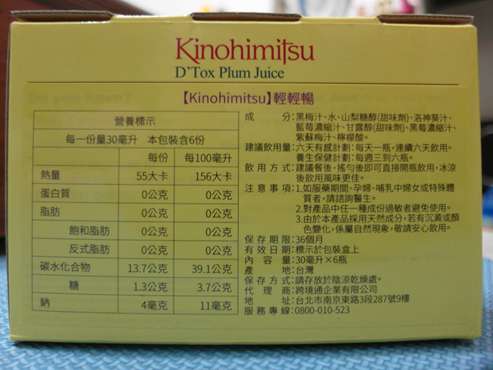 Kinohimitsu
D'Tox Plum Juice
【Kinohimitsu】輕輕暢
營養標示
每一份量30毫升 本包裝含6份
每份 每100毫升
熱量 55大卡 156大卡
蛋白質 0公克 0公克
脂肪 0公克 0公克
飽和脂肪 0公克 0公克
反式脂肪 0公克 0公克
碳水化合物 13.7公克 39.1公克
糖 1.3公克 3.7公克
鈉 4毫克 11毫克
成分:黑梅汁、水、山梨糖醇(甜味劑)、洛神葵汁、
藍莓濃縮汁、甘露醇(甜味劑)、黑莓濃縮汁、
紫蘇梅汁、檸檬酸。
建議飲用量:六天有感計劃:每天一瓶,連續六天飲用。
養生保健計劃:每週三到六瓶。
飲用方式:建議餐後,搖勻後即可直接開瓶飲用,冰涼
後飲用風味更佳。
注意事項:1.如服藥期間、孕婦、哺乳中婦女或特殊體
質者,請諮詢醫生。
2.對產品中任一種成份過敏者避免使用。
3.由於本產品採用天然成分,若有沉澱或顏
色變化,係屬自然現象,敬請安心飲用。
保存期限:36個月
有效日期:標示於包裝盒上
內容量:30毫升×6瓶
產地:台灣
保存方式:請存放於陰涼乾燥處。
代理商:跨境通企業有限公司
地址:台北市南京東路3段287號9樓
服務專線:0800-010-523